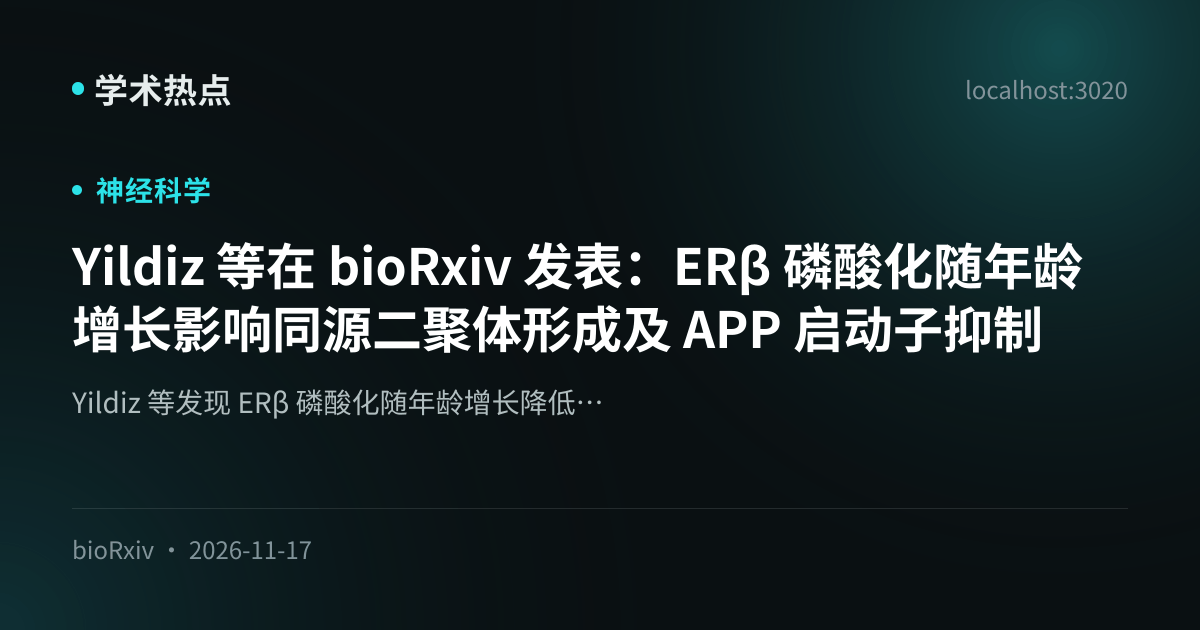 学术热点
localhost:3020
神经科学
Yildiz 等在 bioRxiv 发表：ERβ 磷酸化随年龄
增长影响同源二聚体形成及 APP 启动子抑制
Yildiz 等发现 ERβ 磷酸化随年龄增长降低…
bioRxiv · 2026-11-17